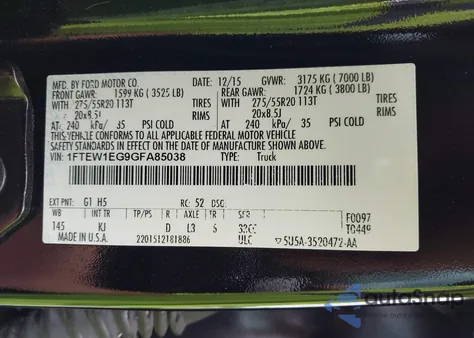 MFD. BY FORD MOTOR CO. DATE: 12/15 GVWR: 3175 KG ( 7000 LB)
FRONT GAWR: 1599 KG ( 3525 LB) REAR GAWR: 1724 KG ( 3800 LB)
WITH 275/55R20 113T TIRES WITH 275/55R20 113T TIRES
20x8.5J RIMS 20x8.5J RIMS
AT 240 kPa/ 35 PSI COLD AT 240 kPa/ 35 PSI COLD
THIS VEHICLE CONFORMS TO ALL APPLICABLE FEDERAL MOTOR VEHICLE
SAFETY STANDARDS IN EFFECT ON THE DATE OF MANUFACTURE SHOWN ABOVE.
VIN: 1FTEW1EG9GFA85038 TYPE: Truck
EXT PNT: G1 H5 RC: 52 DSO:
WB INT TR TP/PS R AXLE TR SPR F0097
145 KJ D L3 6
MADE IN U.S.A. 2201512181886 ULC ▽5U5A-3520472-AA
autoSnap